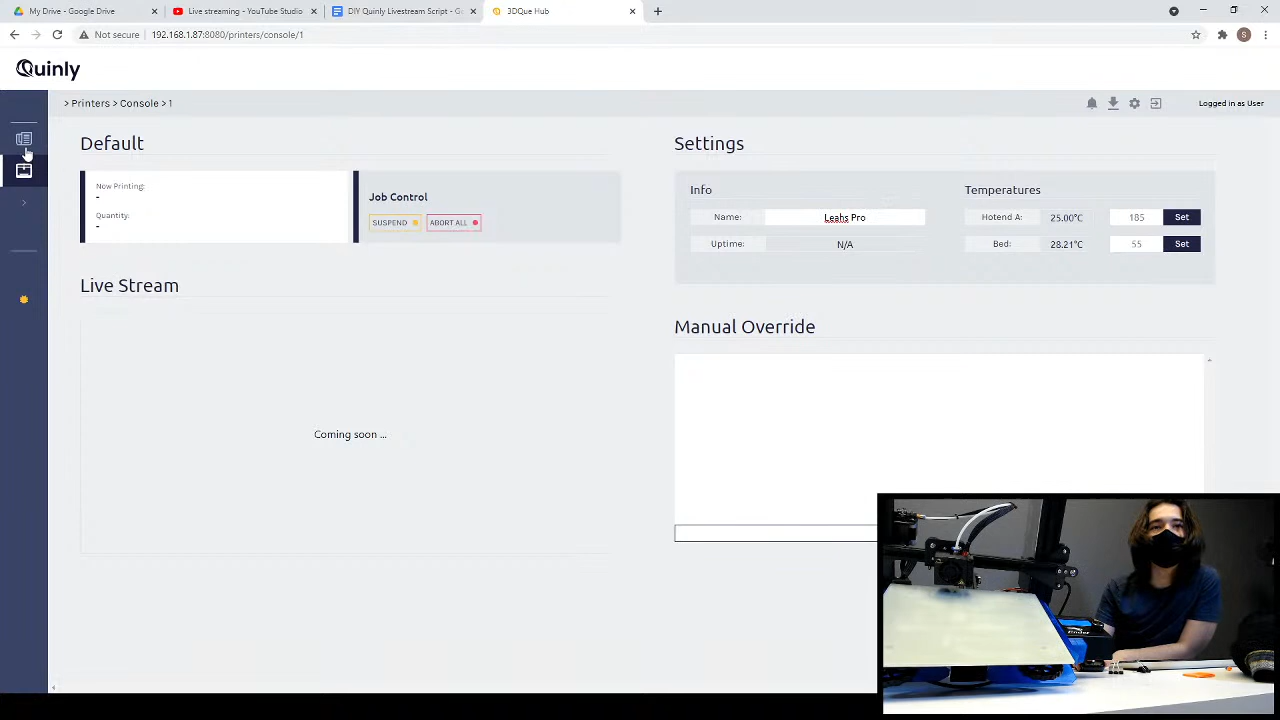 My Drive - Google Drive
Live streaming - YouTube Studio
DIY Quinly Livestream Script - G
3DQue Hub
Not secure 192.168.1.87:8080/printers/console/1
S
Quinly
> Printers > Console > 1
Logged in as User
Default
Now Printing:
-
Quantity:
-
Job Control
SUSPEND
ABORT ALL
Live Stream
Coming soon ...
Settings
Info
Name: Leahs Pro
Uptime: N/A
Temperatures
Hotend A: 25.00°C 185 Set
Bed: 28.21°C 55 Set
Manual Override
Ender